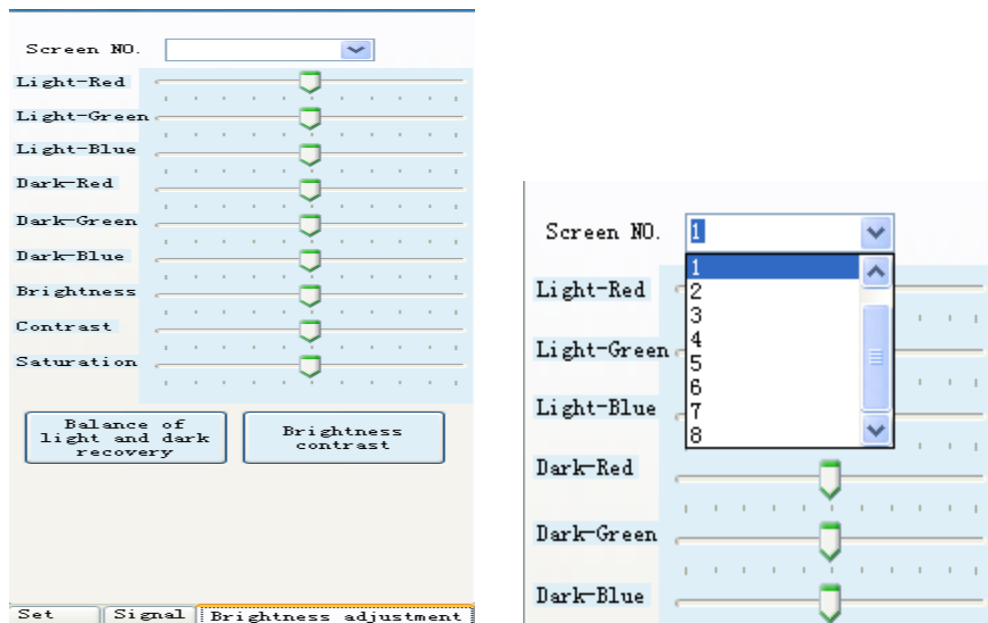 Screen NO.
Light-Red
Light-Green
Light-Blue
Dark-Red
Dark-Green
Dark-Blue
Brightness
Contrast
Saturation
Balance of
light and dark
recovery
Brightness
contrast
Set
Signal
Brightness adjustment
Screen NO. 1
1
2
3
4
5
6
7
8
Light-Red
Light-Green
Light-Blue
Dark-Red
Dark-Green
Dark-Blue